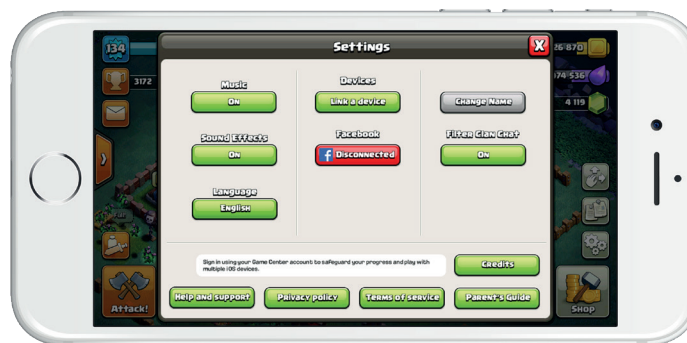 134
3172
Settings
X
26 870
174 536
4 119
Music
ON
Devices
Link a device
Change Name
Sound Effects
ON
Facebook
Disconnected
Filter Clan Chat
ON
Language
English
Sign in using your Game Center account to safeguard your progress and play with
multiple iOS devices.
Credits
Help and support
Privacy policy
Terms of service
Parent's Guide
Attack!
Shop